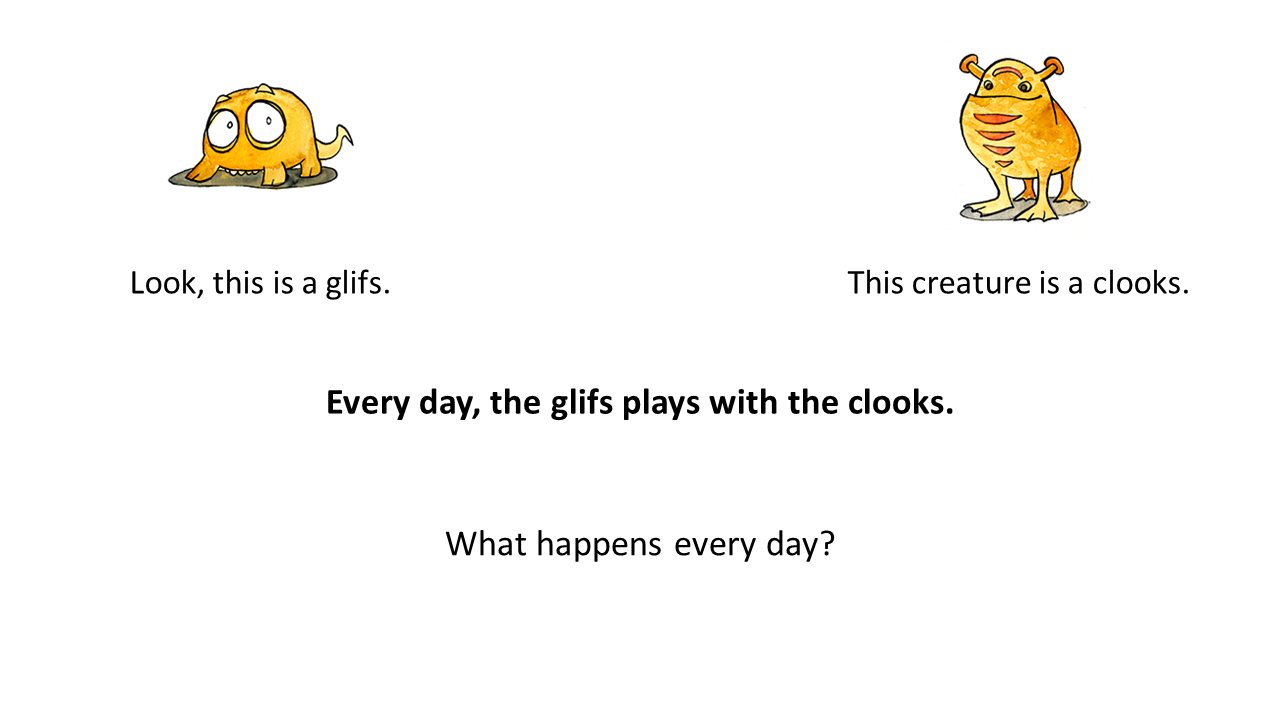 Look, this is a glifs.
This creature is a clooks.
Every day, the glifs plays with the clooks.
What happens every day?